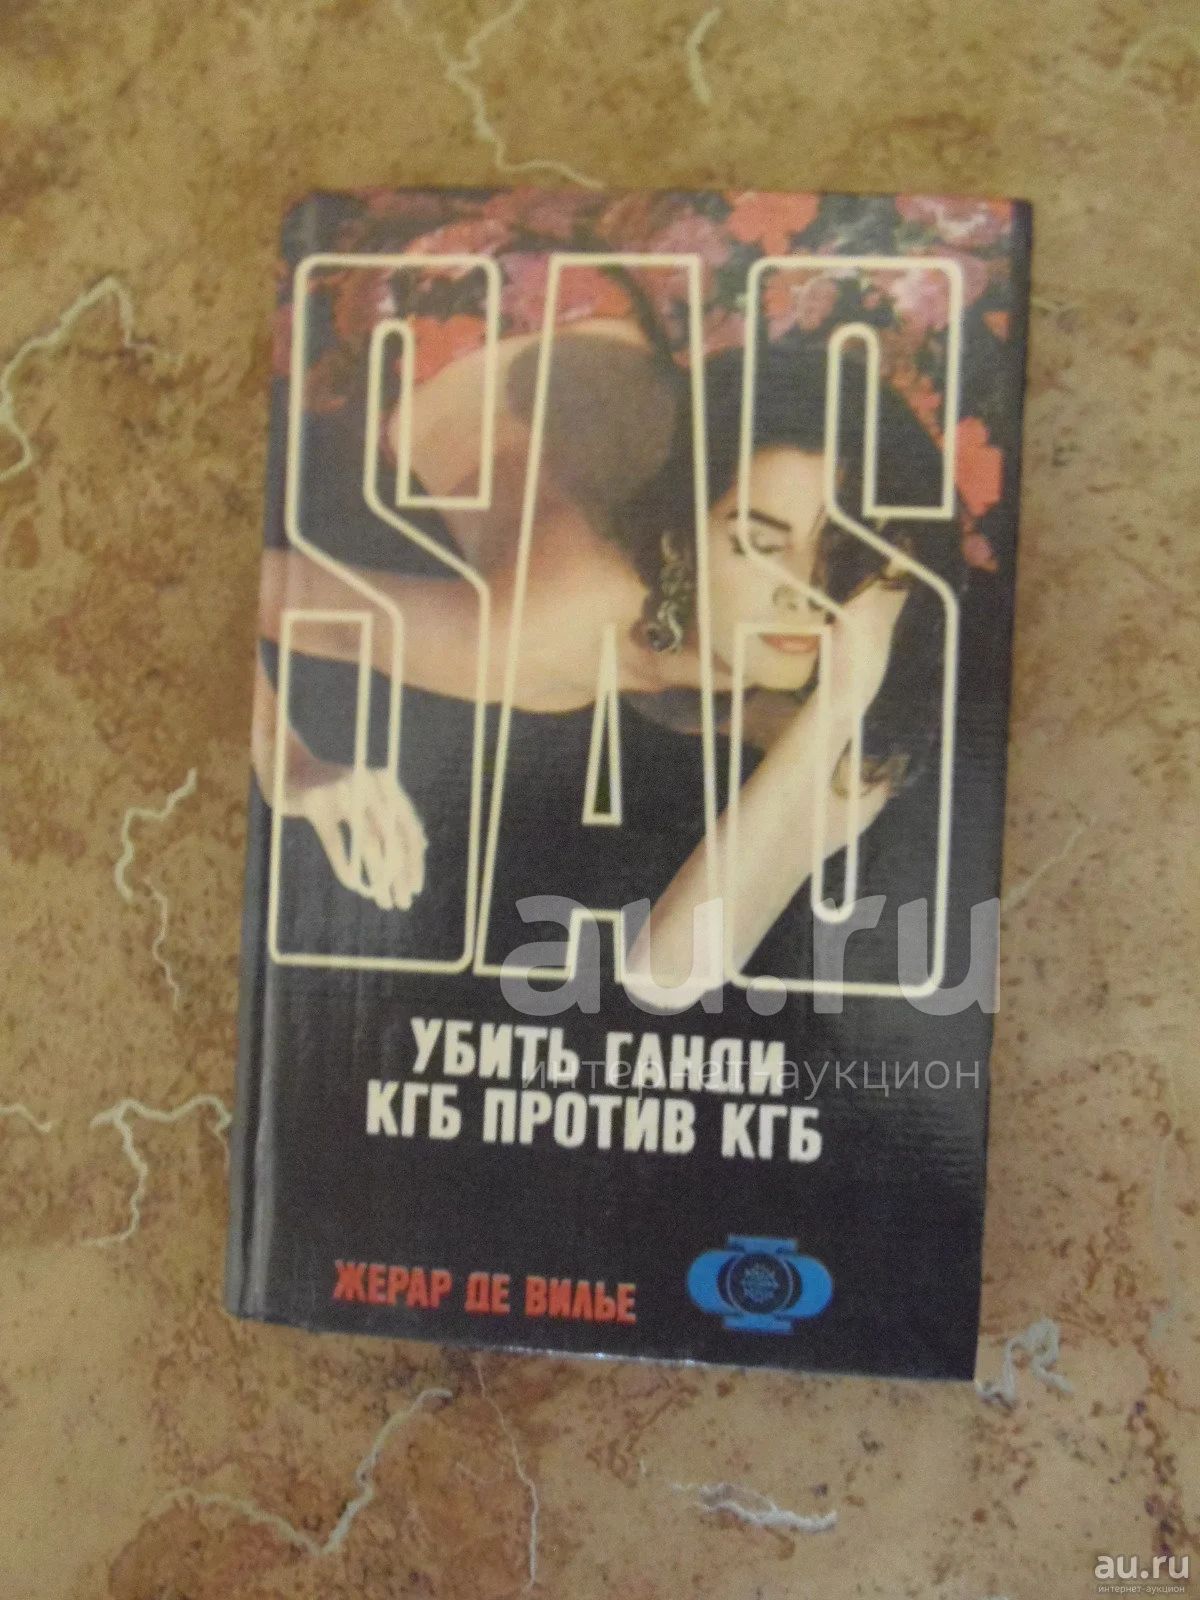 SAS
au.ru
УБИТЬ ГАНДИ
интернет-аукцион
КГБ ПРОТИВ КГБ
ЖЕРАР ДЕ ВИЛЬЕ
au.ru
интернет-аукцион